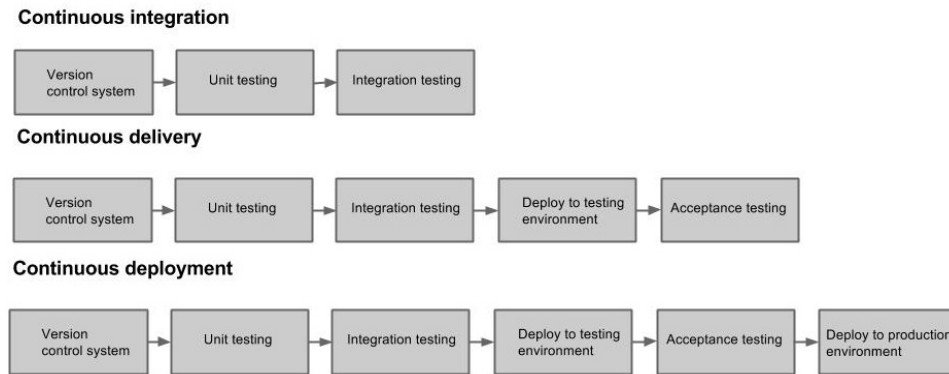 Continuous integration
Version
control system
Unit testing
Integration testing
Continuous delivery
Version
control system
Unit testing
Integration testing
Deploy to testing
environment
Acceptance testing
Continuous deployment
Version
control system
Unit testing
Integration testing
Deploy to testing
environment
Acceptance testing
Deploy to production
environment